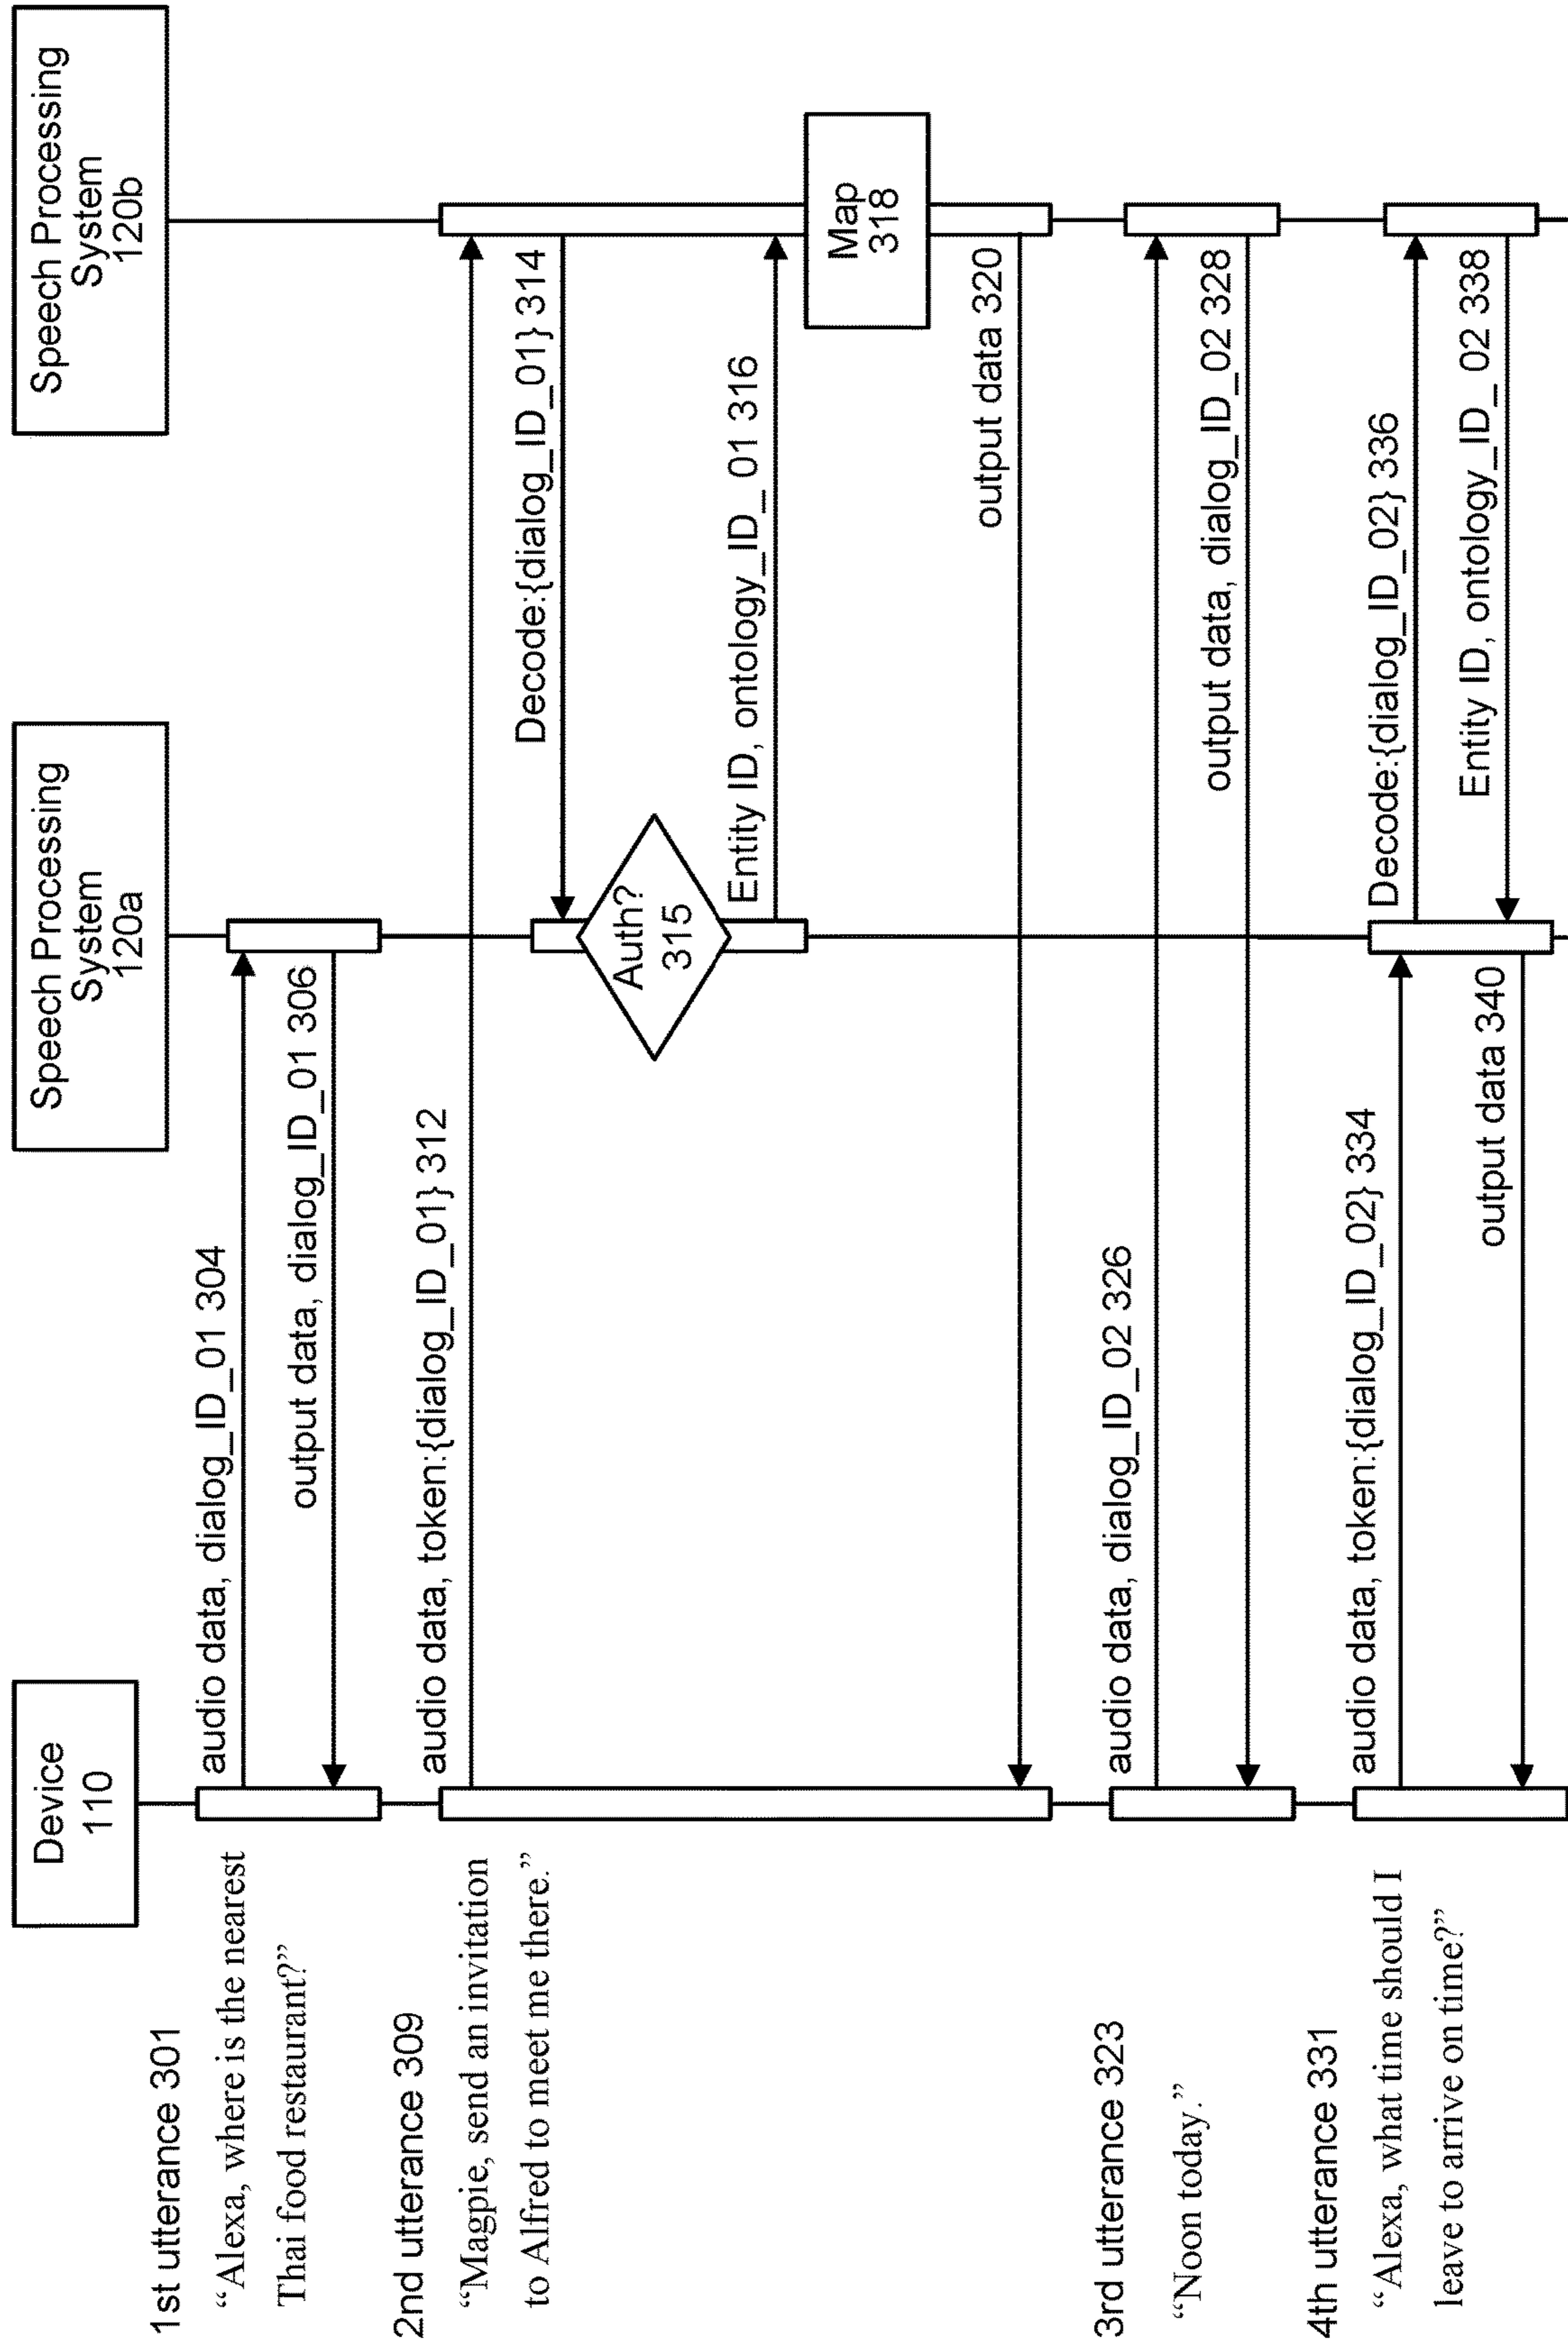 Device
110
Speech Processing
System
120a
Speech Processing
System
120b
1st utterance 301
“Alexa, where is the nearest
Thai food restaurant?”
audio data, dialog_ID_01 304
output data, dialog_ID_01 306
2nd utterance 309
“Magpie, send an invitation
to Alfred to meet me there.”
audio data, token:{dialog_ID_01} 312
Decode:{dialog_ID_01} 314
Auth?
315
Entity ID, ontology_ID_01 316
Map
318
output data 320
3rd utterance 323
“Noon today.”
audio data, dialog_ID_02 326
output data, dialog_ID_02 328
4th utterance 331
“Alexa, what time should I
leave to arrive on time?”
audio data, token:{dialog_ID_02} 334
Decode:{dialog_ID_02} 336
Entity ID, ontology_ID_02 338
output data 340